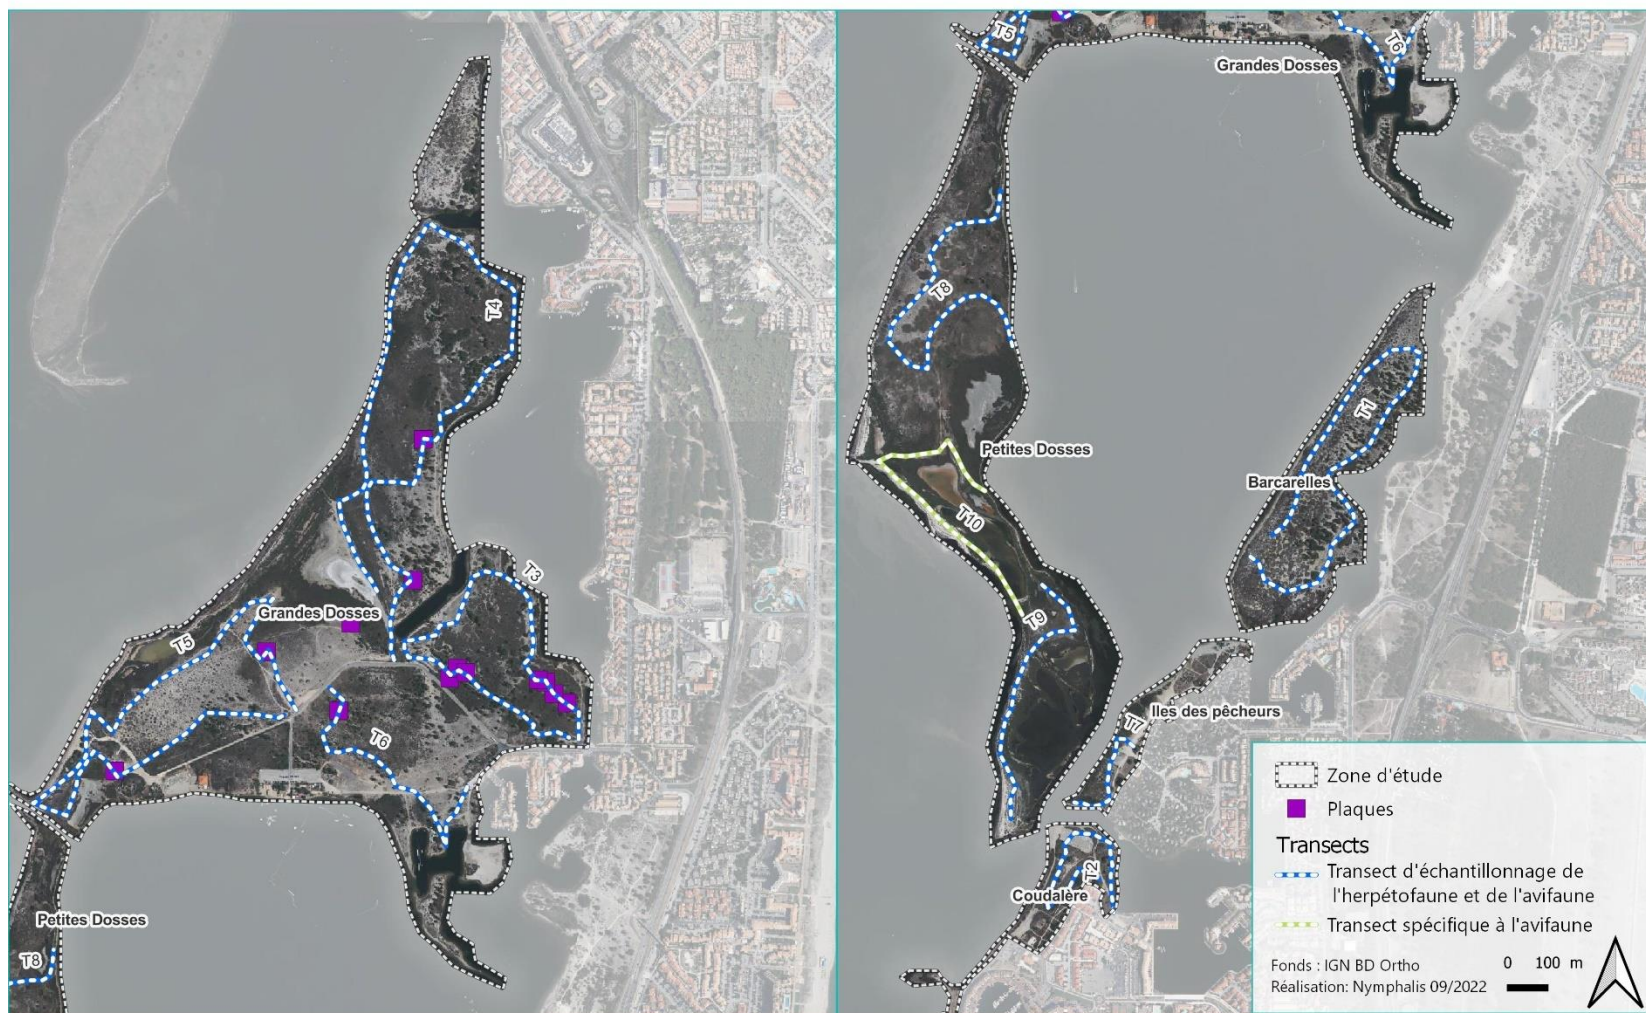 T4
T3
Grandes Dosses
T5
T6
Petites Dosses
T8
T5
T6
Grandes Dosses
T8
Petites Dosses
T10
T9
T1
Barcarelles
Iles des pêcheurs
T7
T2
Coudalère
Zone d'étude
Plaques
Transects
Transect d'échantillonnage de
l'herpétofaune et de l'avifaune
Transect spécifique à l'avifaune
Fonds : IGN BD Ortho
Réalisation: Nymphalis 09/2022
0 100 m